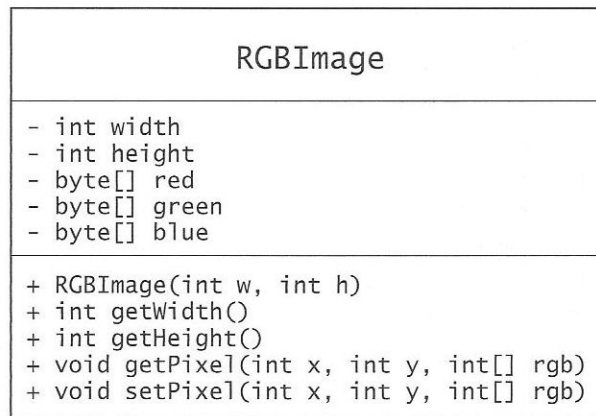 RGBImage
- int width
- int height
- byte[] red
- byte[] green
- byte[] blue
+ RGBImage(int w, int h)
+ int getWidth()
+ int getHeight()
+ void getPixel(int x, int y, int[] rgb)
+ void setPixel(int x, int y, int[] rgb)